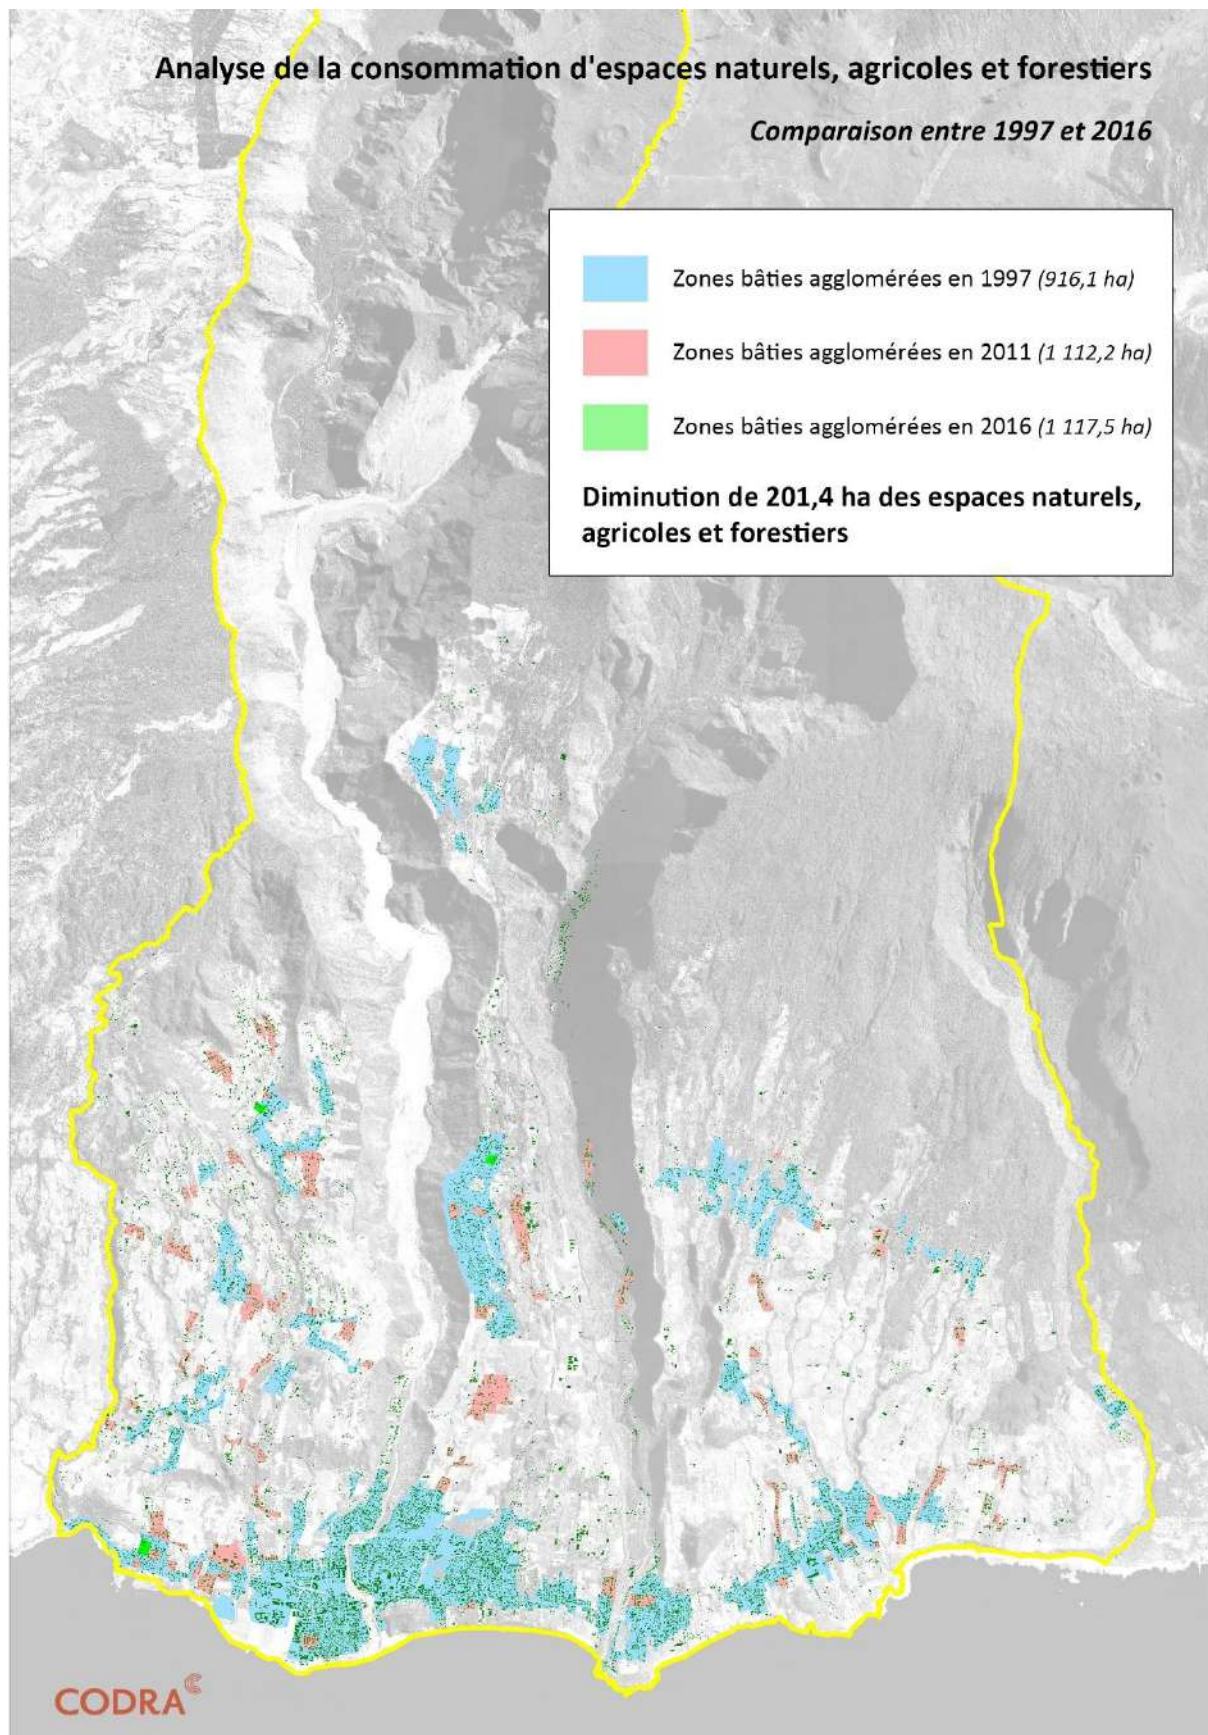 Analyse de la consommation d'espaces naturels, agricoles et forestiers
Comparaison entre 1997 et 2016
Zones bâties agglomérées en 1997 (916,1 ha)
Zones bâties agglomérées en 2011 (1 112,2 ha)
Zones bâties agglomérées en 2016 (1 117,5 ha)
Diminution de 201,4 ha des espaces naturels,
agricoles et forestiers
CODRA